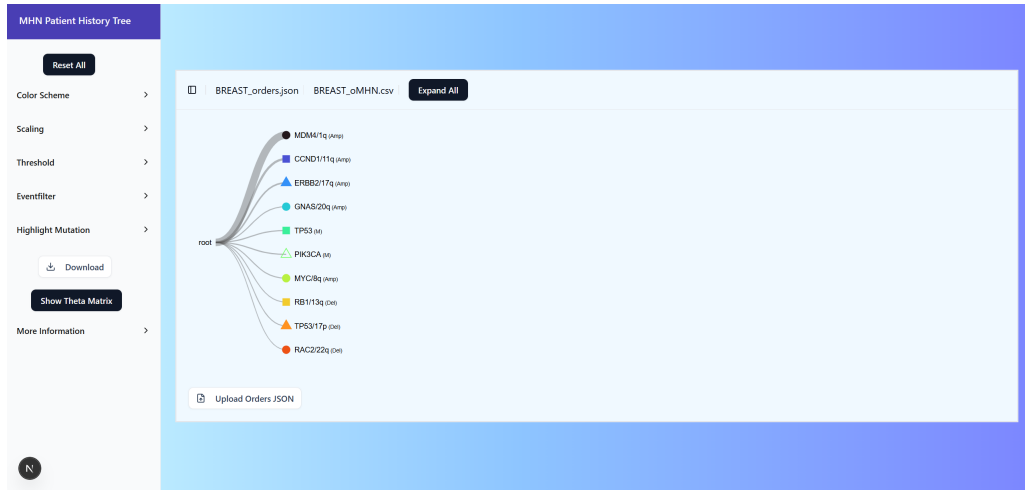 MHN Patient History Tree
Reset All
Color Scheme
Scaling
Threshold
Eventfilter
Highlight Mutation
Download
Show Theta Matrix
More Information
N
BREAST_orders.json BREAST_oMHN.csv Expand All
root
MDM4/1q (Amp)
CCND1/11q (Amp)
ERBB2/17q (Amp)
GNAS/20q (Amp)
TP53 (M)
PIK3CA (M)
MYC/8q (Amp)
RB1/13q (Del)
TP53/17p (Del)
RAC2/22q (Del)
Upload Orders JSON